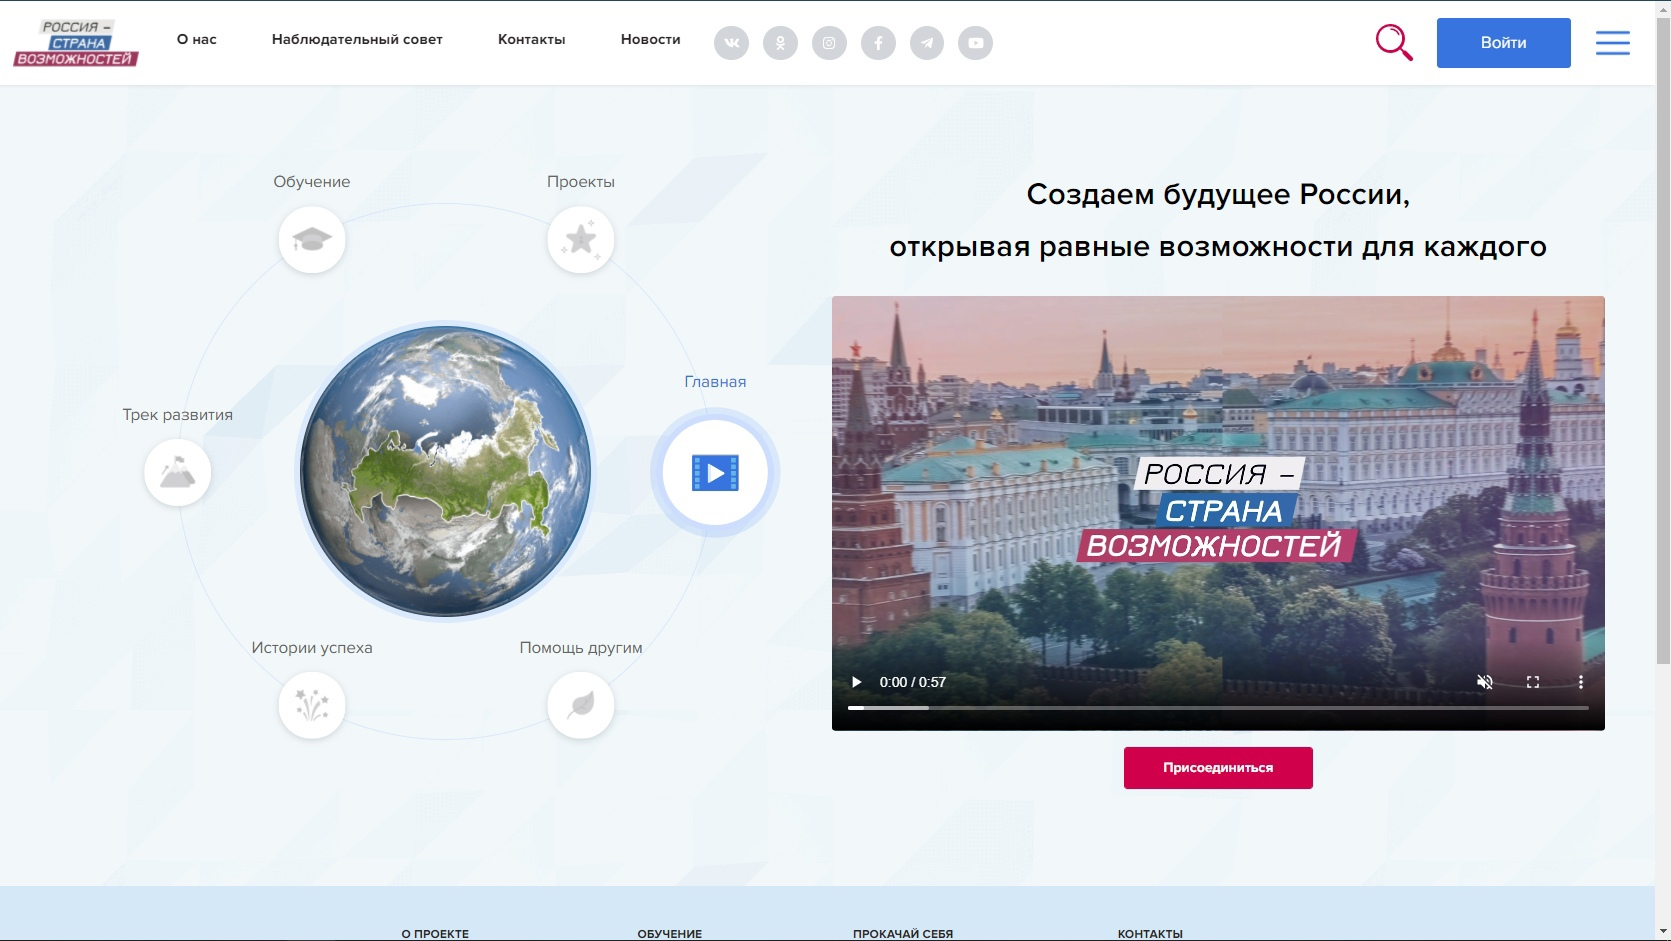 РОССИЯ –
СТРАНА
ВОЗМОЖНОСТЕЙ
О нас
Наблюдательный совет
Контакты
Новости
Войти
Обучение
Проекты
Главная
Трек развития
Истории успеха
Помощь другим
Создаем будущее России,
открывая равные возможности для каждого
РОССИЯ –
СТРАНА
ВОЗМОЖНОСТЕЙ
0:00 / 0:57
Присоединиться
О ПРОЕКТЕ
ОБУЧЕНИЕ
ПРОКАЧАЙ СЕБЯ
КОНТАКТЫ